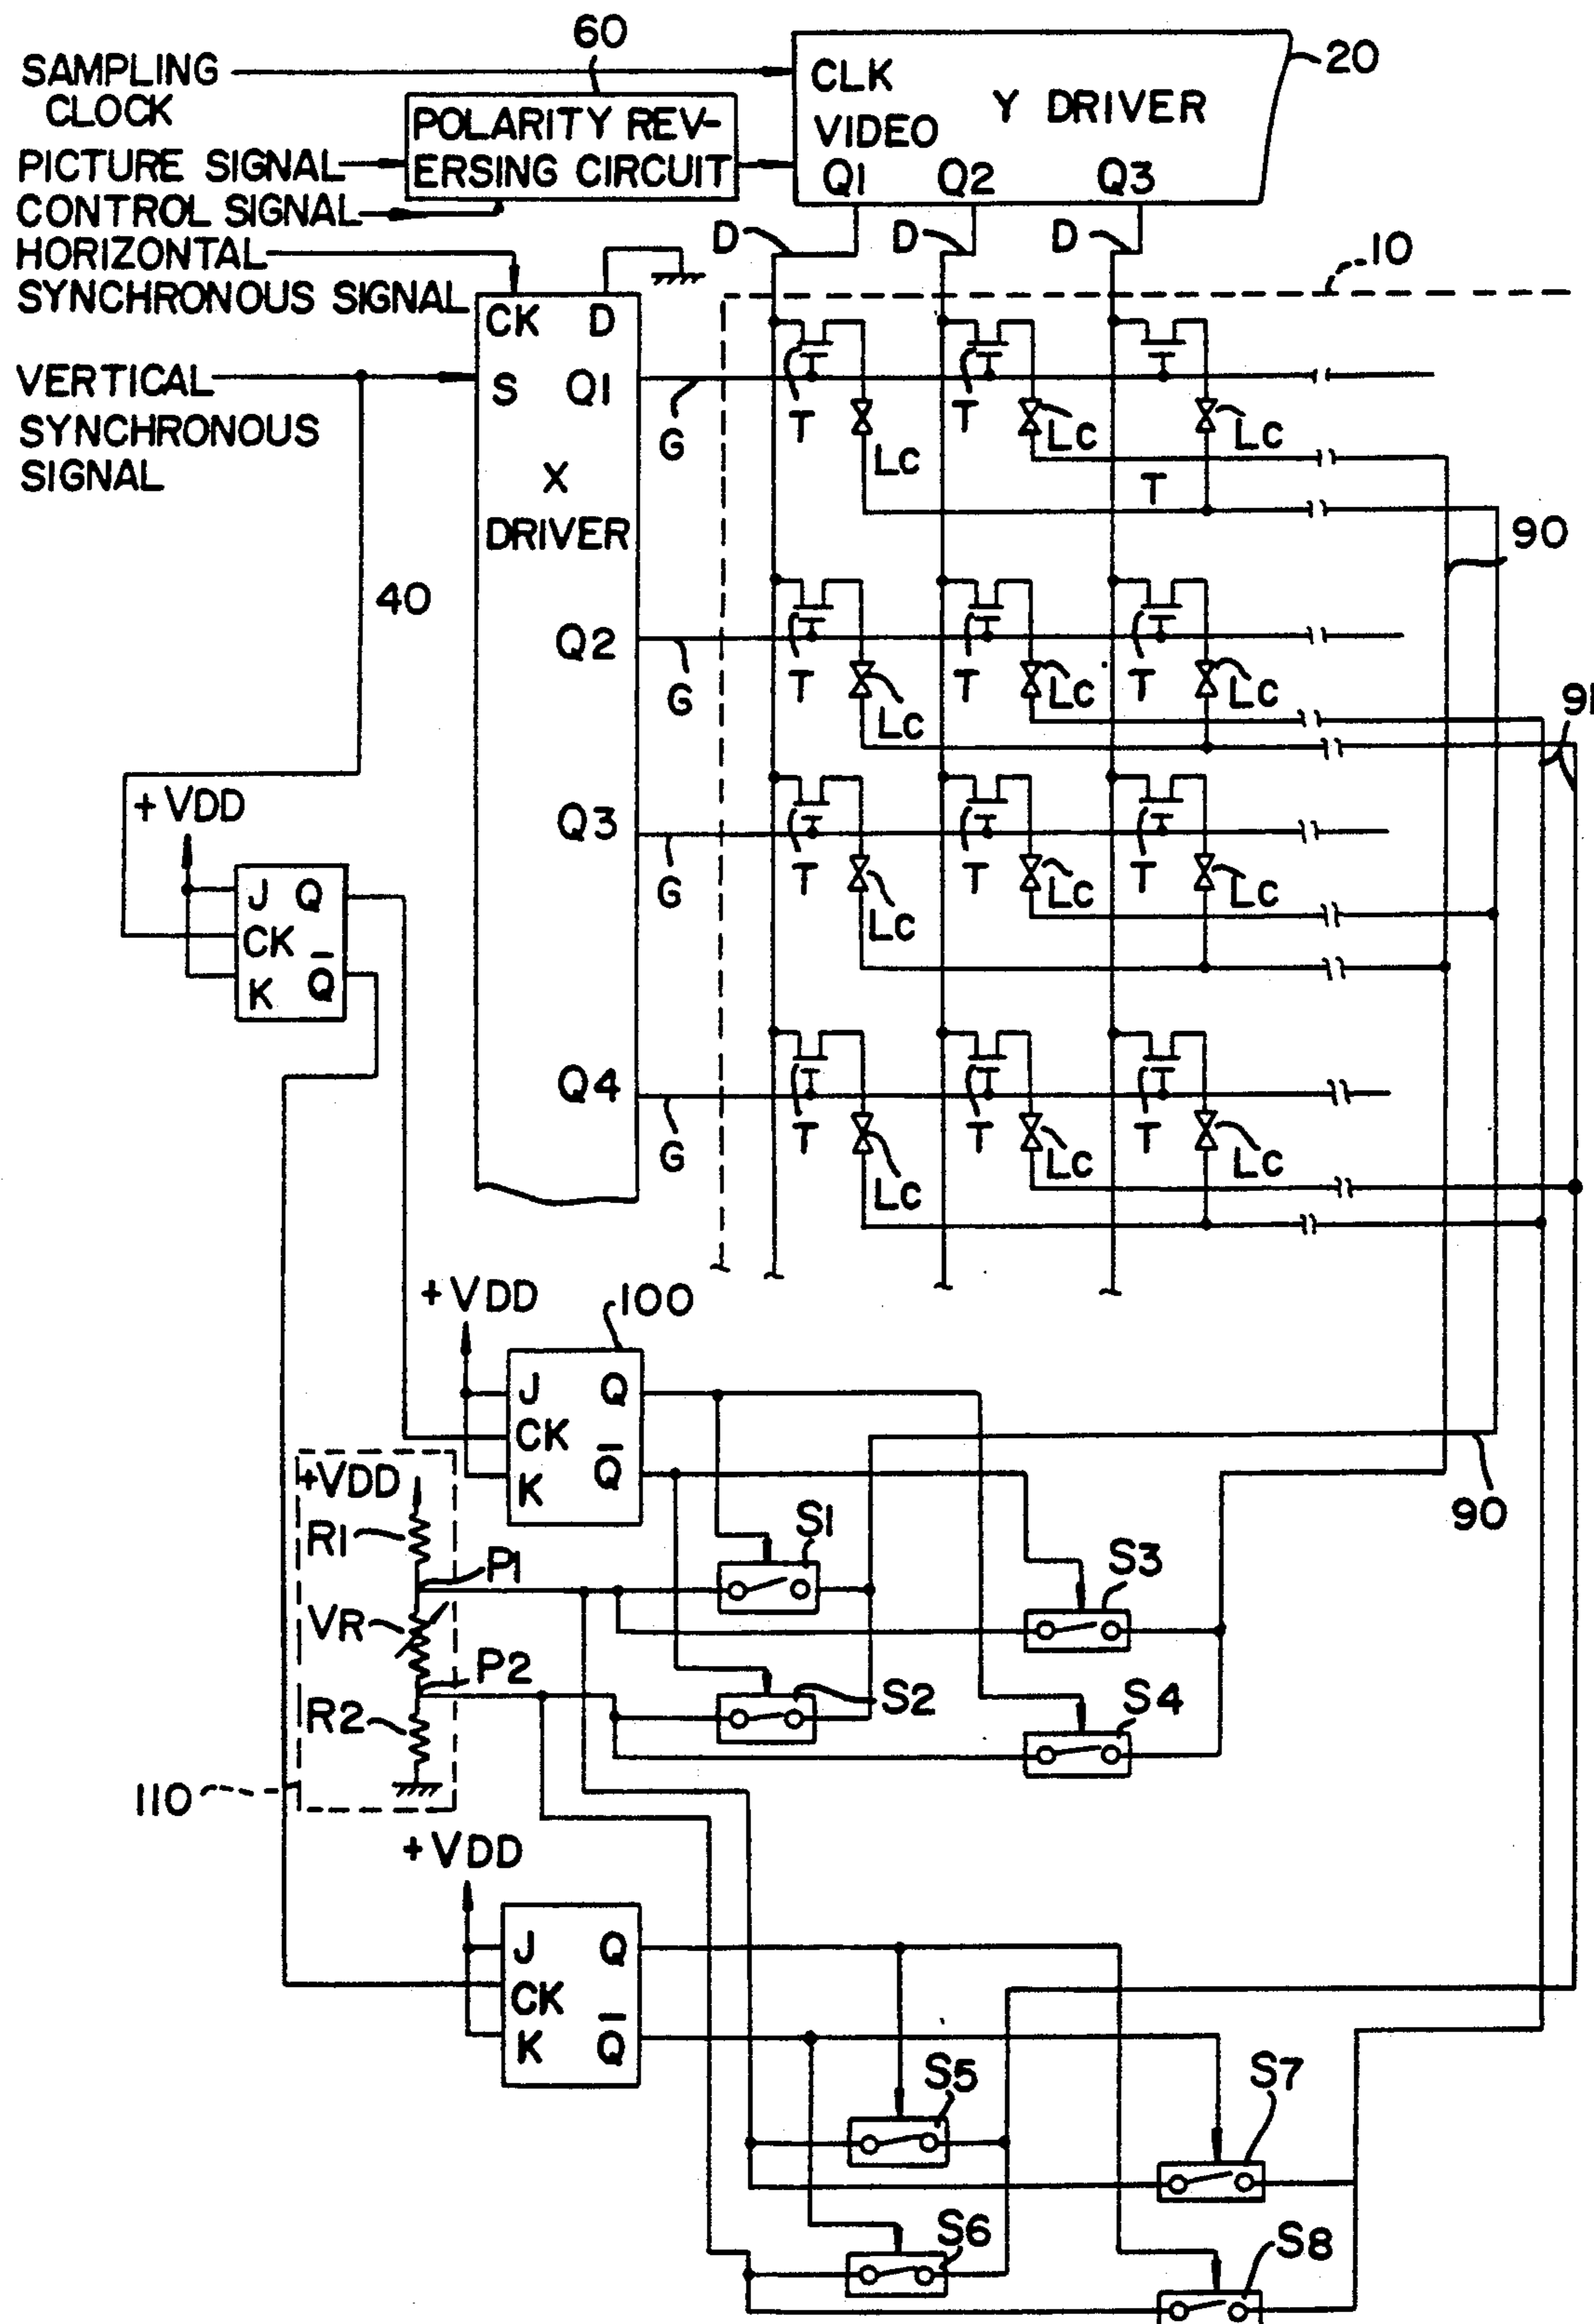 60
20
SAMPLING
CLOCK
CLK
Y DRIVER
POLARITY REV-
ERSING CIRCUIT
VIDEO
PICTURE SIGNAL
Q1 Q2 Q3
CONTROL SIGNAL
D D D
10
HORIZONTAL
SYNCHRONOUS SIGNAL
CK D
VERTICAL
SYNCHRONOUS
SIGNAL
S Q1
G T T Lc Lc
Lc T
X
DRIVER
90
40
Q2
G T T T Lc Lc
Lc
91
+VDD
Q3
G T T T Lc Lc
Lc
J Q
CK
K Q̅
Q4
G T T T Lc Lc
Lc
+VDD
100
J Q
CK
K Q̅
90
+VDD
R1
P1
S1
S3
VR
P2
S2
S4
R2
110
+VDD
J Q
CK
K Q̅
S5
S7
S6
S8